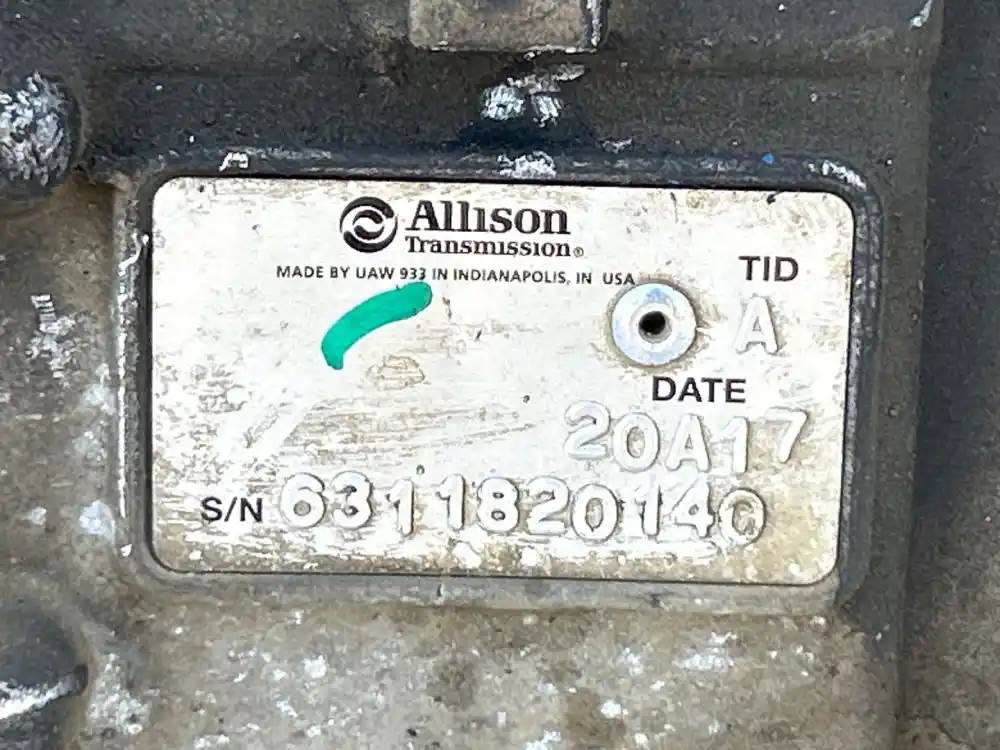 Allison
Transmission®
MADE BY UAW 933 IN INDIANAPOLIS, IN USA
TID
A
DATE
20A17
S/N 6311820140